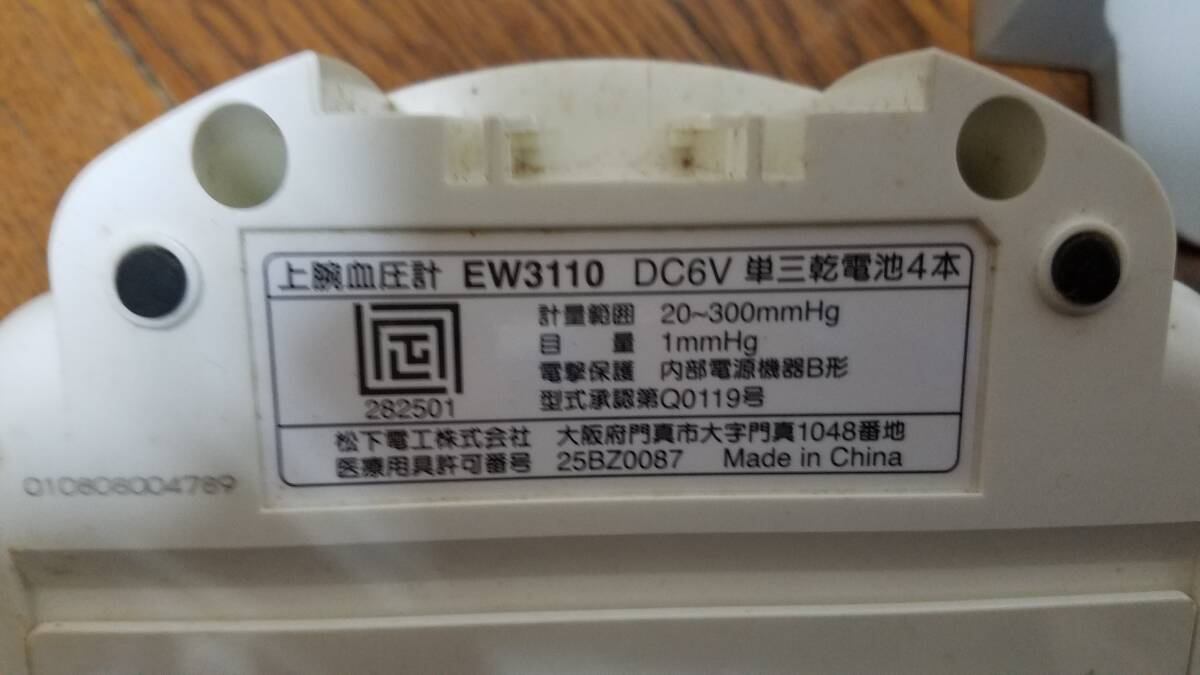 上腕血圧計 EW3110 DC6V 単三乾電池4本
計量範囲 20~300mmHg
目量 1mmHg
電撃保護 内部電源機器B形
正
282501
型式承認第Q0119号
松下電工株式会社 大阪府門真市大字門真1048番地
医療用具許可番号 25BZ0087 Made in China
010808004789